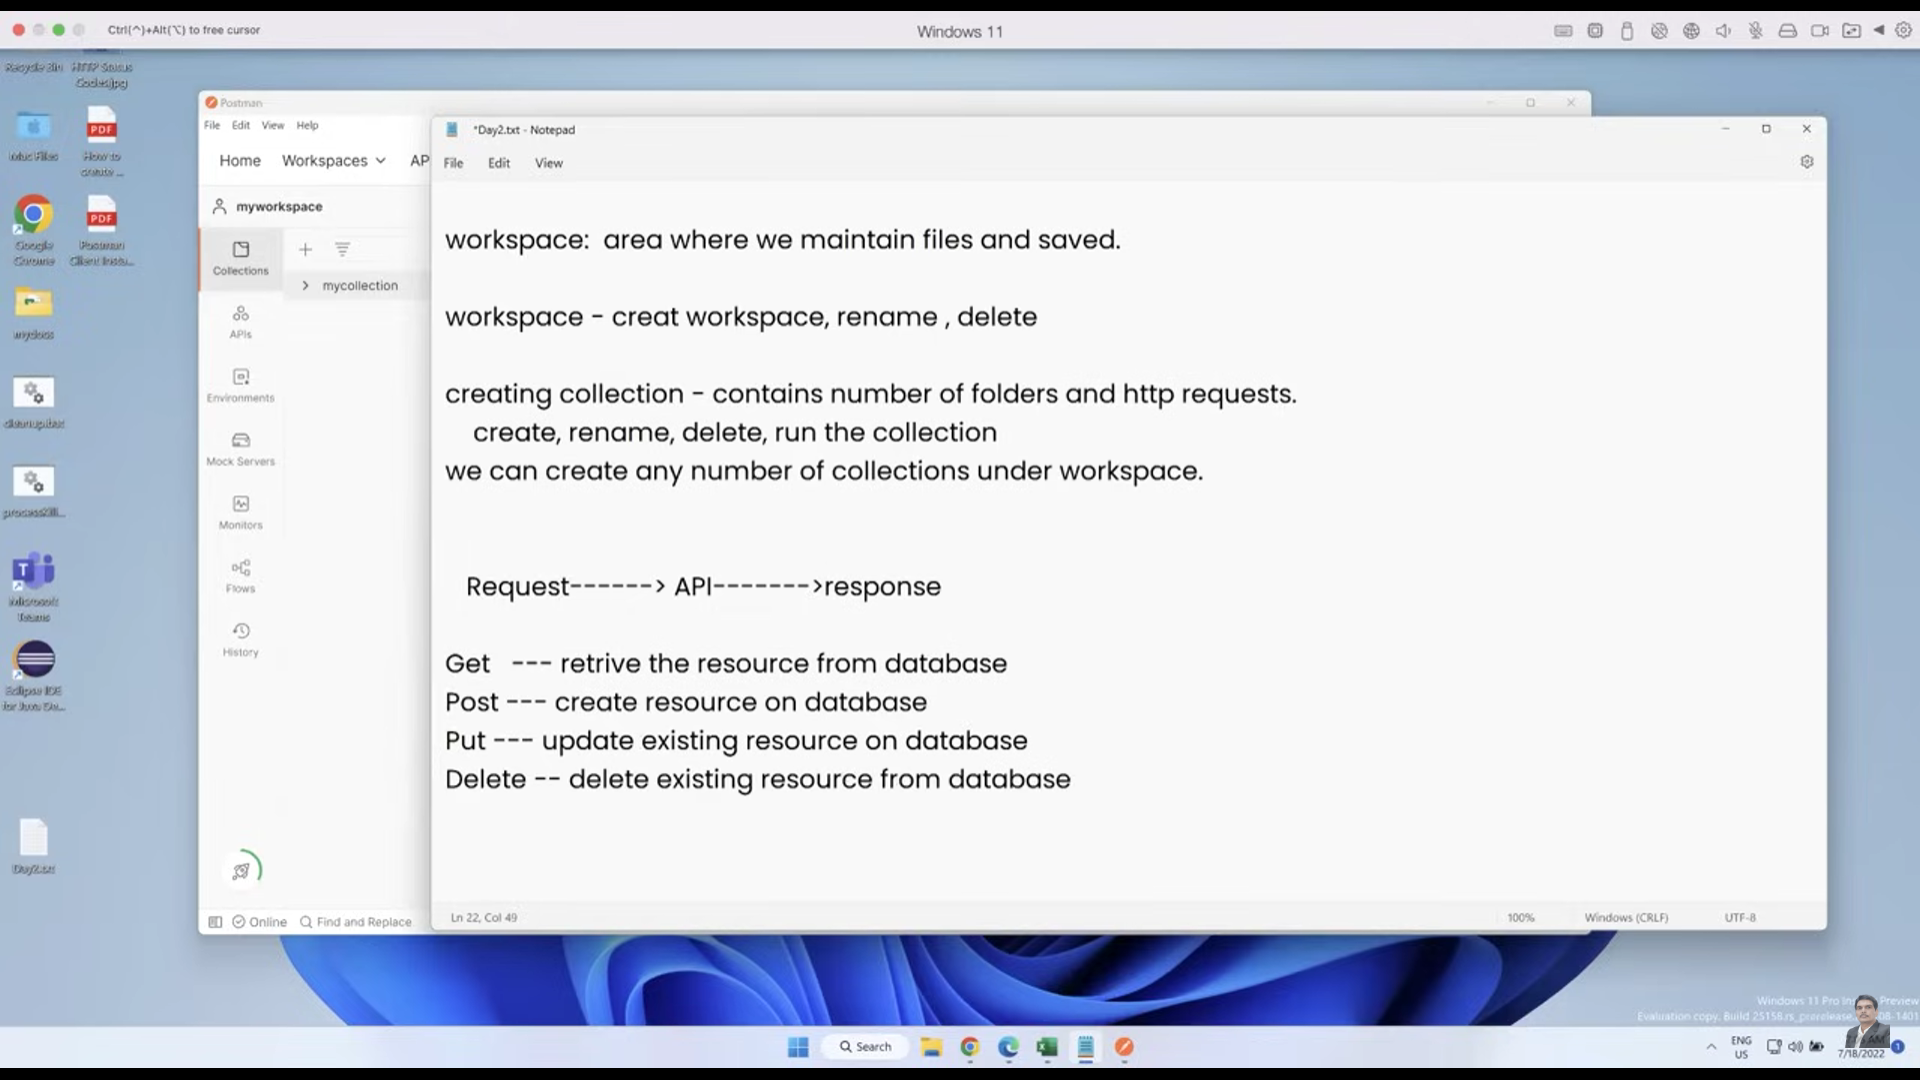 Ctrl(^)+Alt(⌥) to free cursor
Windows 11
Recycle Bin
HTTP Status
Codes.jpg
Mac Files
How to
create ...
Google
Chrome
Postman
Client Insta...
mydocs
cleanup.bat
Microsoft
Teams
Eclipse IDE
for Java De...
Day2.txt
Postman
File Edit View Help
Home Workspaces AP
myworkspace
Collections
mycollection
APIs
Environments
Mock Servers
Monitors
Flows
History
Online Find and Replace
*Day2.txt - Notepad
File Edit View
workspace: area where we maintain files and saved.
workspace - creat workspace, rename , delete
creating collection - contains number of folders and http requests.
create, rename, delete, run the collection
we can create any number of collections under workspace.
Request------> API------->response
Get --- retrive the resource from database
Post --- create resource on database
Put --- update existing resource on database
Delete -- delete existing resource from database
Ln 22, Col 49
100%
Windows (CRLF)
UTF-8
Windows 11 Pro Preview
Evaluation copy. Build 25158.rs_prerelease
Search
ENG
US
7/18/2022
1